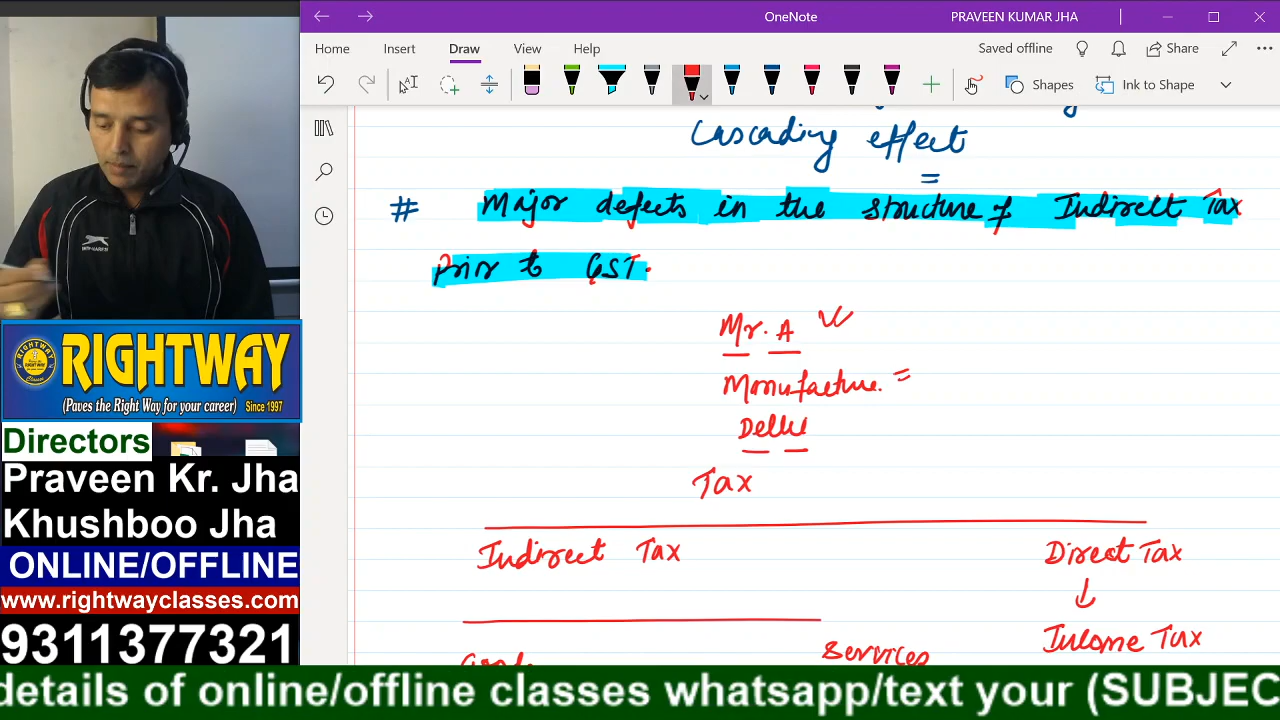 OneNote
PRAVEEN KUMAR JHA
Home Insert Draw View Help
Saved offline
Share
Shapes
Ink to Shape
Cascading effect
# Major defects in the structure of Indirect Tax
Prior to GST.
Mr. A
Manufacture.
Delhi
Tax
Indirect Tax
Direct Tax
Income Tax
services
RIGHTWAY
(Paves the Right Way for your career) Since 1997
Directors
Praveen Kr. Jha
Khushboo Jha
ONLINE/OFFLINE
www.rightwayclasses.com
9311377321
details of online/offline classes whatsapp/text your (SUBJEC